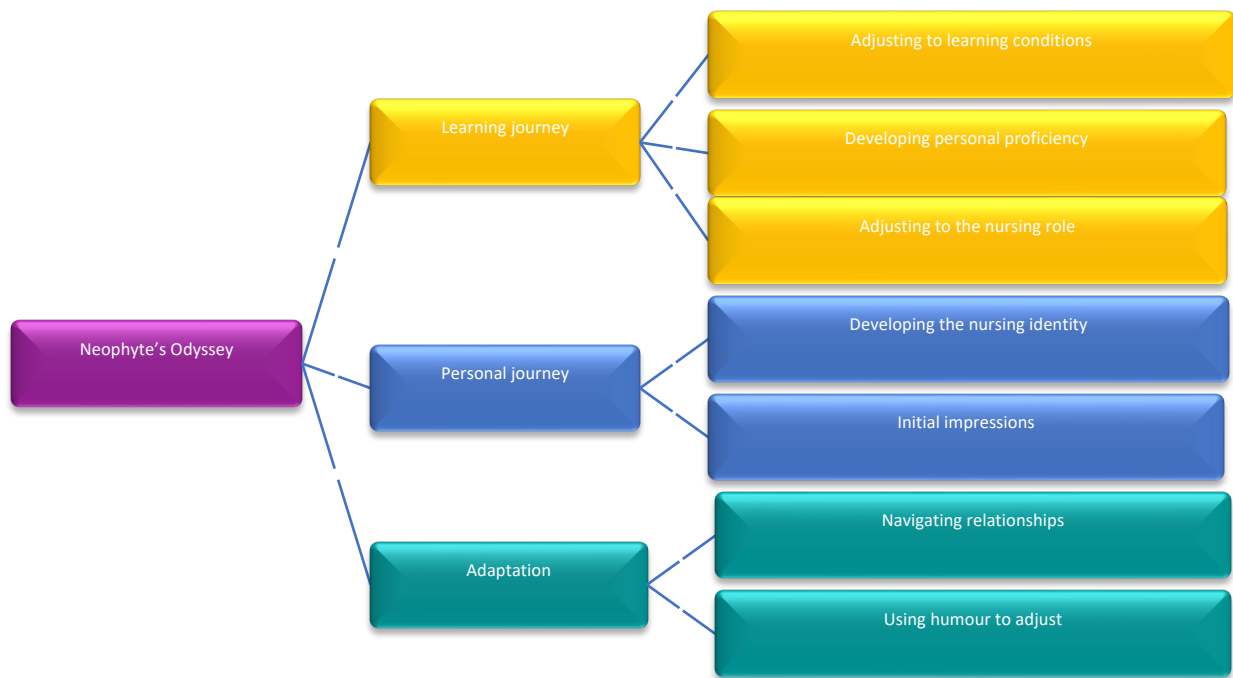 Neophyte’s Odyssey
Learning journey
Adjusting to learning conditions
Developing personal proficiency
Adjusting to the nursing role
Personal journey
Developing the nursing identity
Initial impressions
Adaptation
Navigating relationships
Using humour to adjust